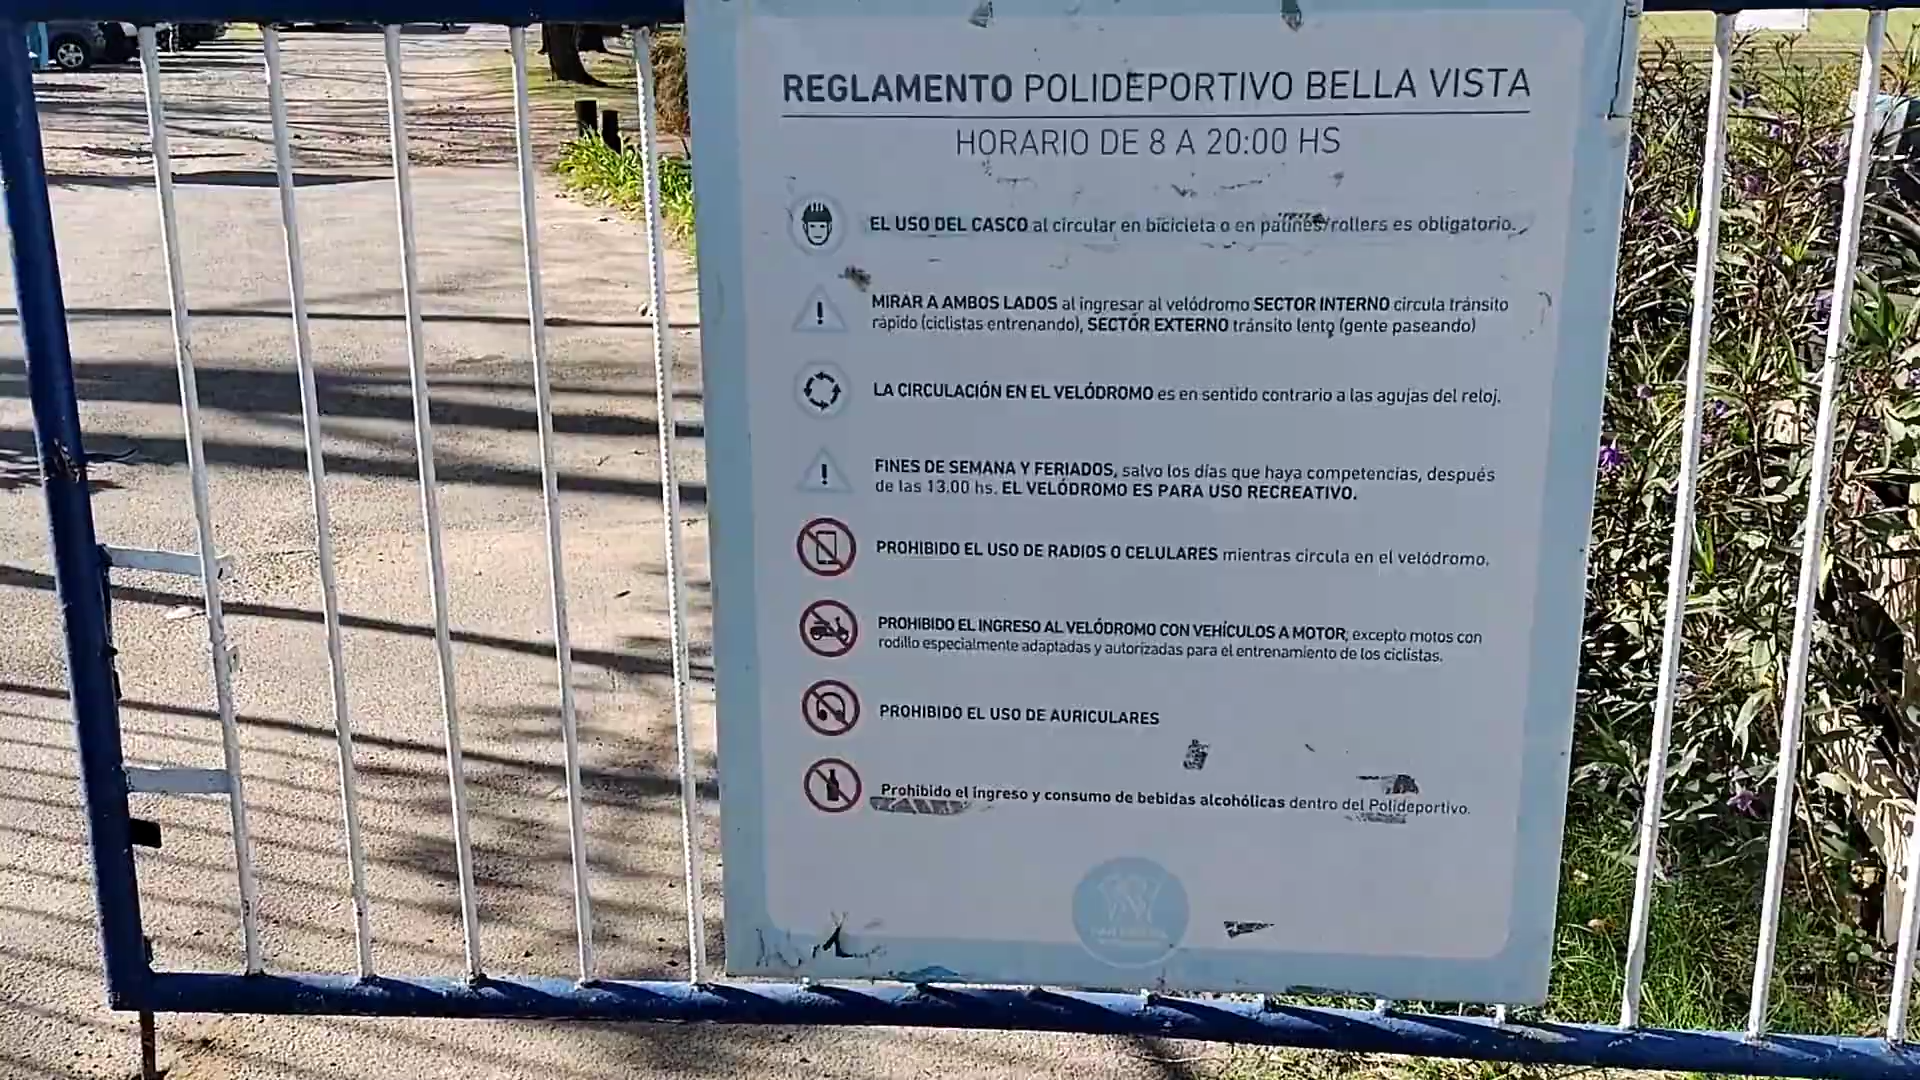 REGLAMENTO POLIDEPORTIVO BELLA VISTA
HORARIO DE 8 A 20:00 HS
EL USO DEL CASCO al circular en bicicleta o en patines/rollers es obligatorio.
MIRAR A AMBOS LADOS al ingresar al velódromo SECTOR INTERNO circula tránsito
rápido (ciclistas entrenando), SECTOR EXTERNO tránsito lento (gente paseando)
LA CIRCULACIÓN EN EL VELÓDROMO es en sentido contrario a las agujas del reloj.
FINES DE SEMANA Y FERIADOS, salvo los días que haya competencias, después
de las 13.00 hs. EL VELÓDROMO ES PARA USO RECREATIVO.
PROHIBIDO EL USO DE RADIOS O CELULARES mientras circula en el velódromo.
PROHIBIDO EL INGRESO AL VELÓDROMO CON VEHÍCULOS A MOTOR, excepto motos con
rodillo especialmente adaptadas y autorizadas para el entrenamiento de los ciclistas.
PROHIBIDO EL USO DE AURICULARES
Prohibido el ingreso y consumo de bebidas alcohólicas dentro del Polideportivo.